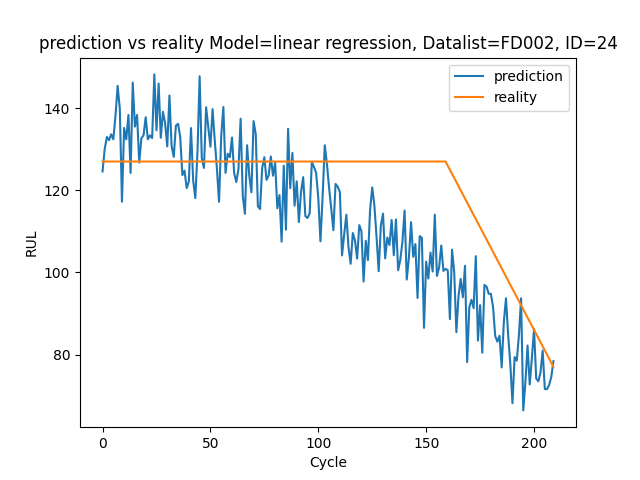 prediction vs reality Model=linear regression, Datalist=FD002, ID=24
prediction
reality
140
120
100
80
RUL
0
50
100
150
200
Cycle